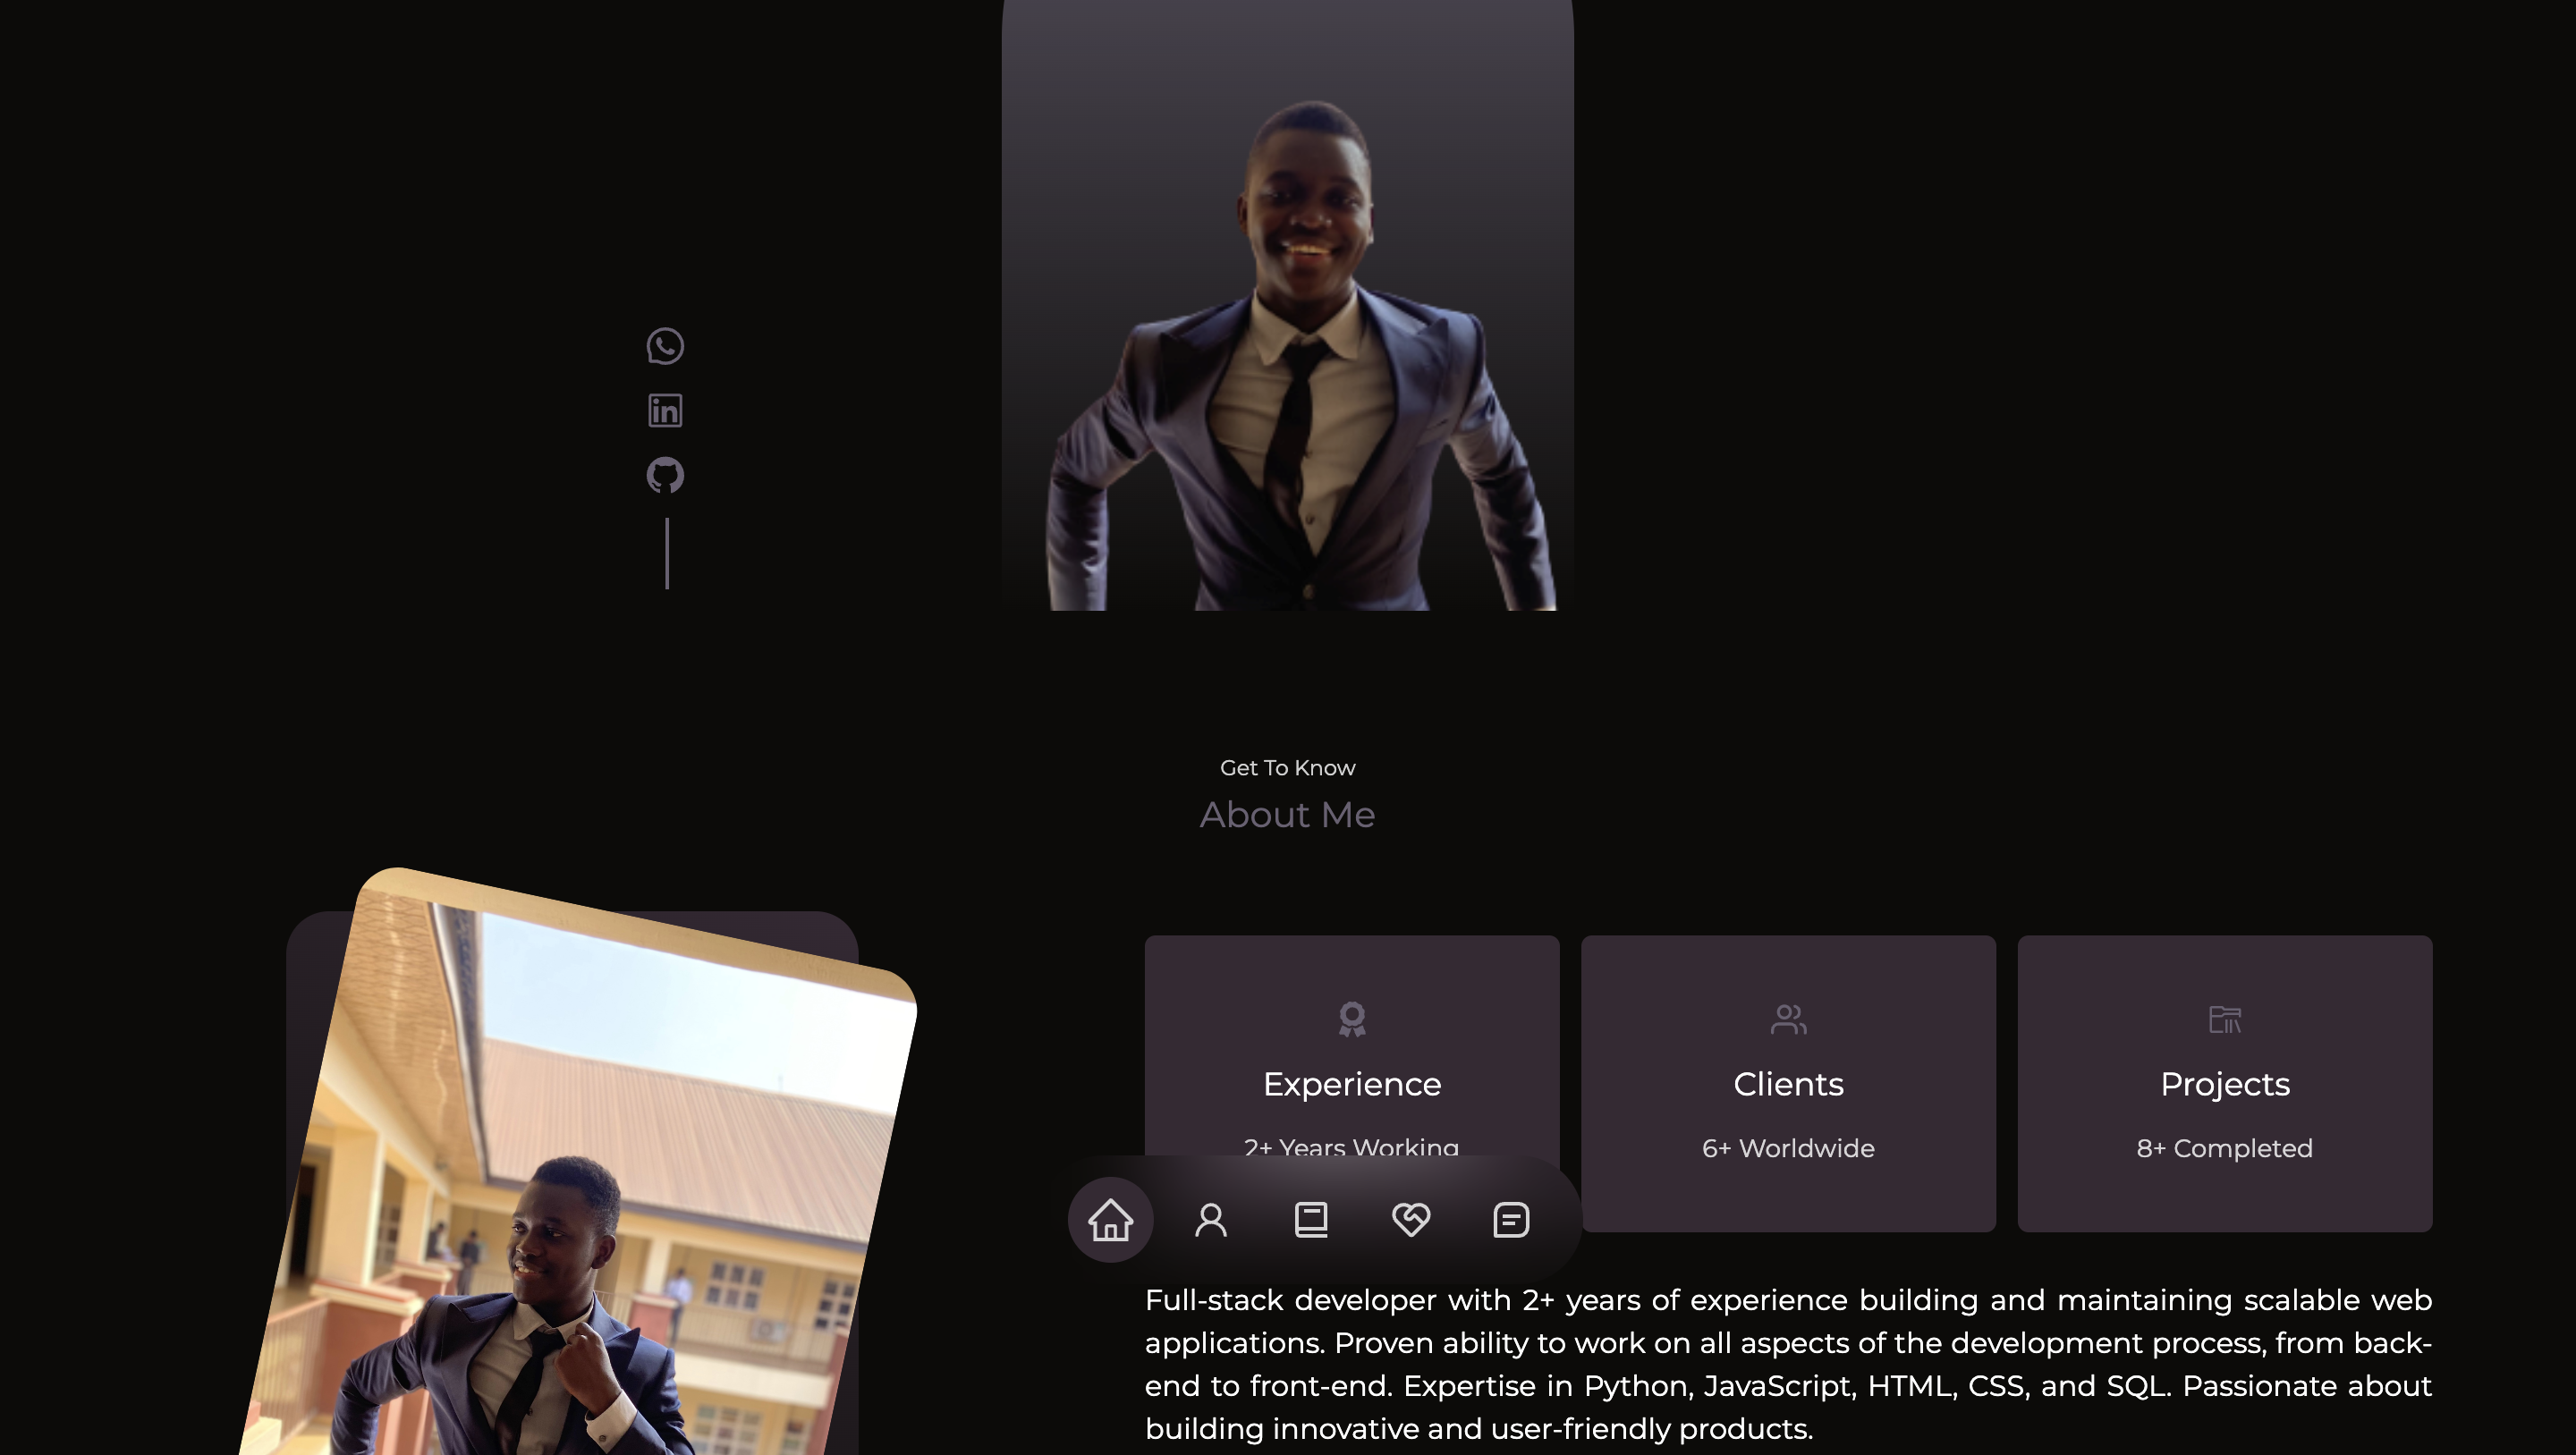 Get To Know
About Me
Experience
2+ Years Working
Clients
6+ Worldwide
Projects
8+ Completed
Full-stack developer with 2+ years of experience building and maintaining scalable web
applications. Proven ability to work on all aspects of the development process, from back-
end to front-end. Expertise in Python, JavaScript, HTML, CSS, and SQL. Passionate about
building innovative and user-friendly products.